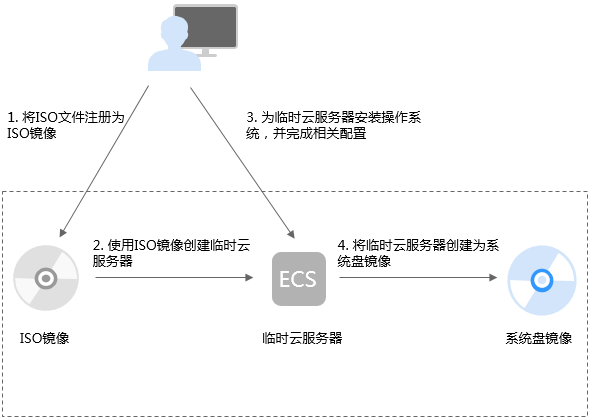 1. 将ISO文件注册为
ISO镜像
3. 为临时云服务器安装操作系
统，并完成相关配置
2. 使用ISO镜像创建临时云
服务器
4. 将临时云服务器创建为系
统盘镜像
ECS
ISO镜像
临时云服务器
系统盘镜像